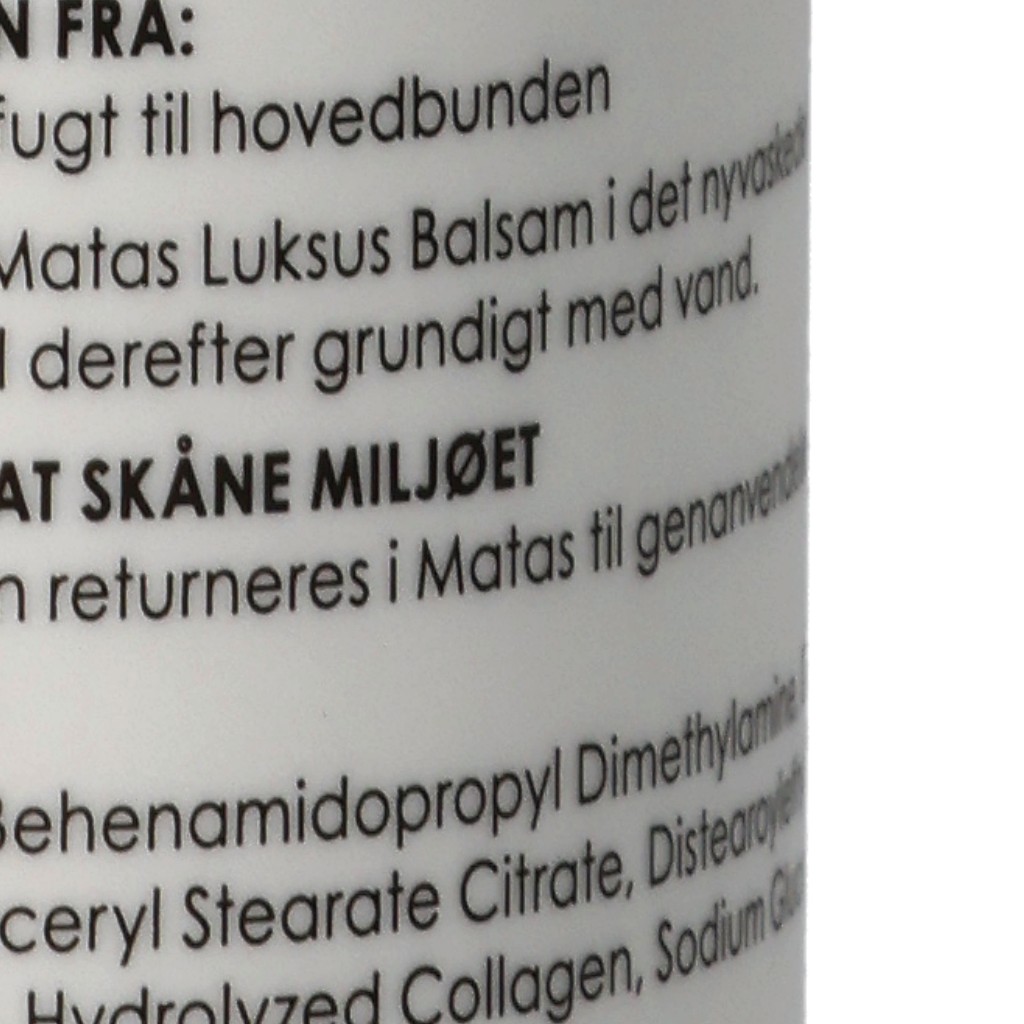 FRA:
fugt til hovedbunden
Matas Luksus Balsam i det
derefter grundigt med vand.
AT SKÅNE MILJØET
returneres i Matas til
Behenamidopropyl Dimethylamine,
Stearate Citrate,
Hydrolyzed Collagen, Sodium